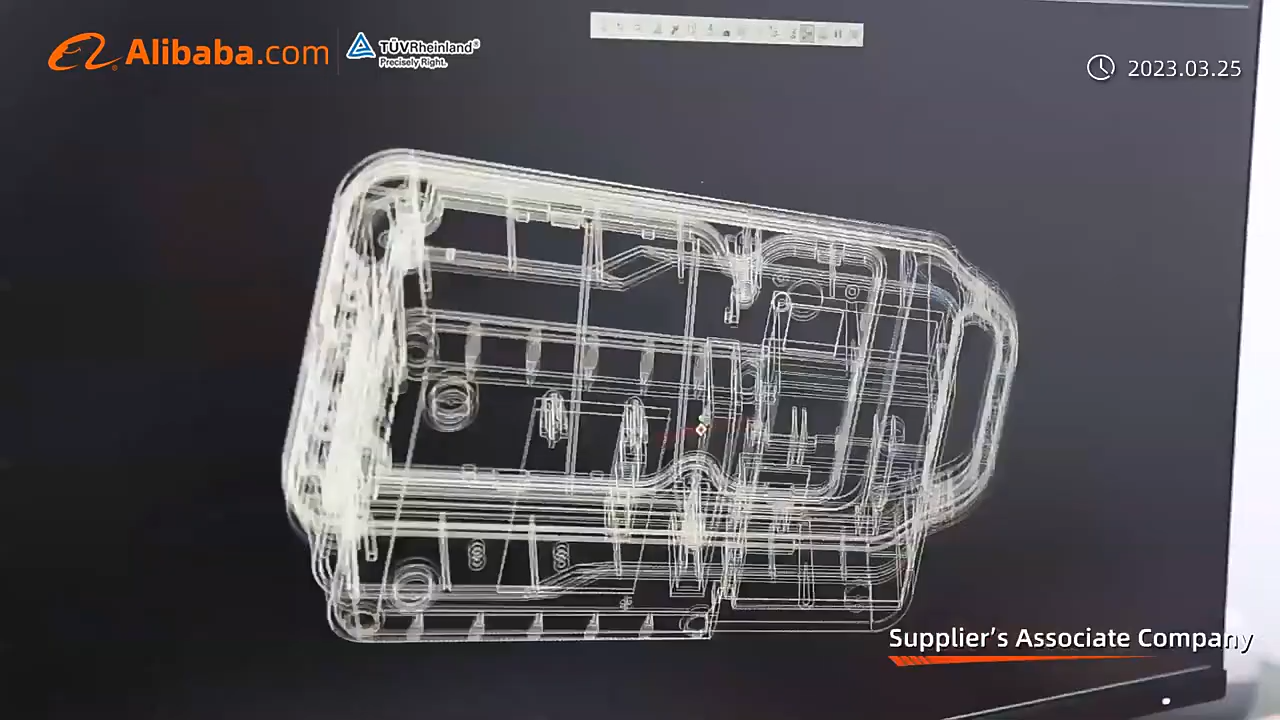 Alibaba.com
TÜVRheinland®
Precisely Right.
2023.03.25
Supplier's Associate Company